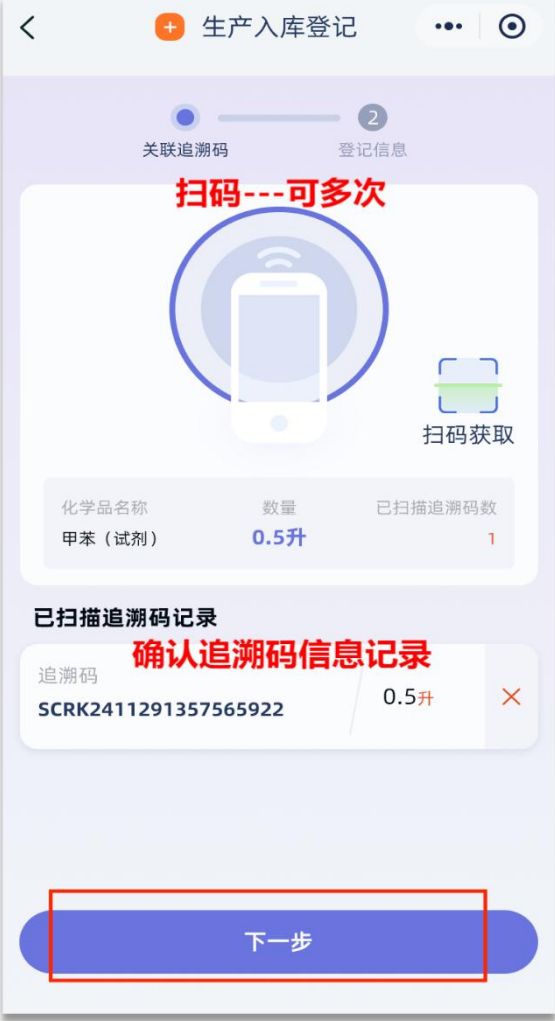 生产入库登记
2
关联追溯码
登记信息
扫码---可多次
扫码获取
化学品名称 数量 已扫描追溯码数
甲苯（试剂） 0.5升 1
已扫描追溯码记录
确认追溯码信息记录
追溯码
SCRK2411291357565922 0.5升
下一步